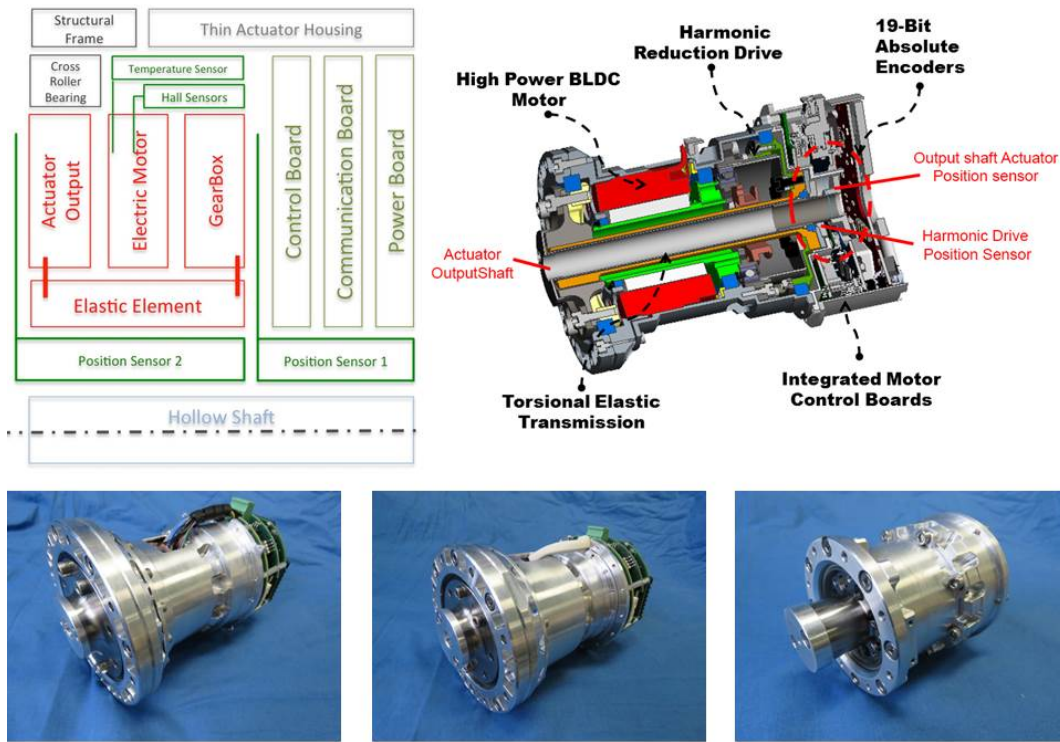 Structural
Frame
Thin Actuator Housing
Cross
Roller
Bearing
Temperature Sensor
Hall Sensors
Actuator
Output
Electric Motor
GearBox
Control Board
Communication Board
Power Board
Elastic Element
Position Sensor 2
Position Sensor 1
Hollow Shaft
High Power BLDC
Motor
Harmonic
Reduction Drive
19-Bit
Absolute
Encoders
Output shaft Actuator
Position sensor
Harmonic Drive
Position Sensor
Actuator
OutputShaft
Torsional Elastic
Transmission
Integrated Motor
Control Boards